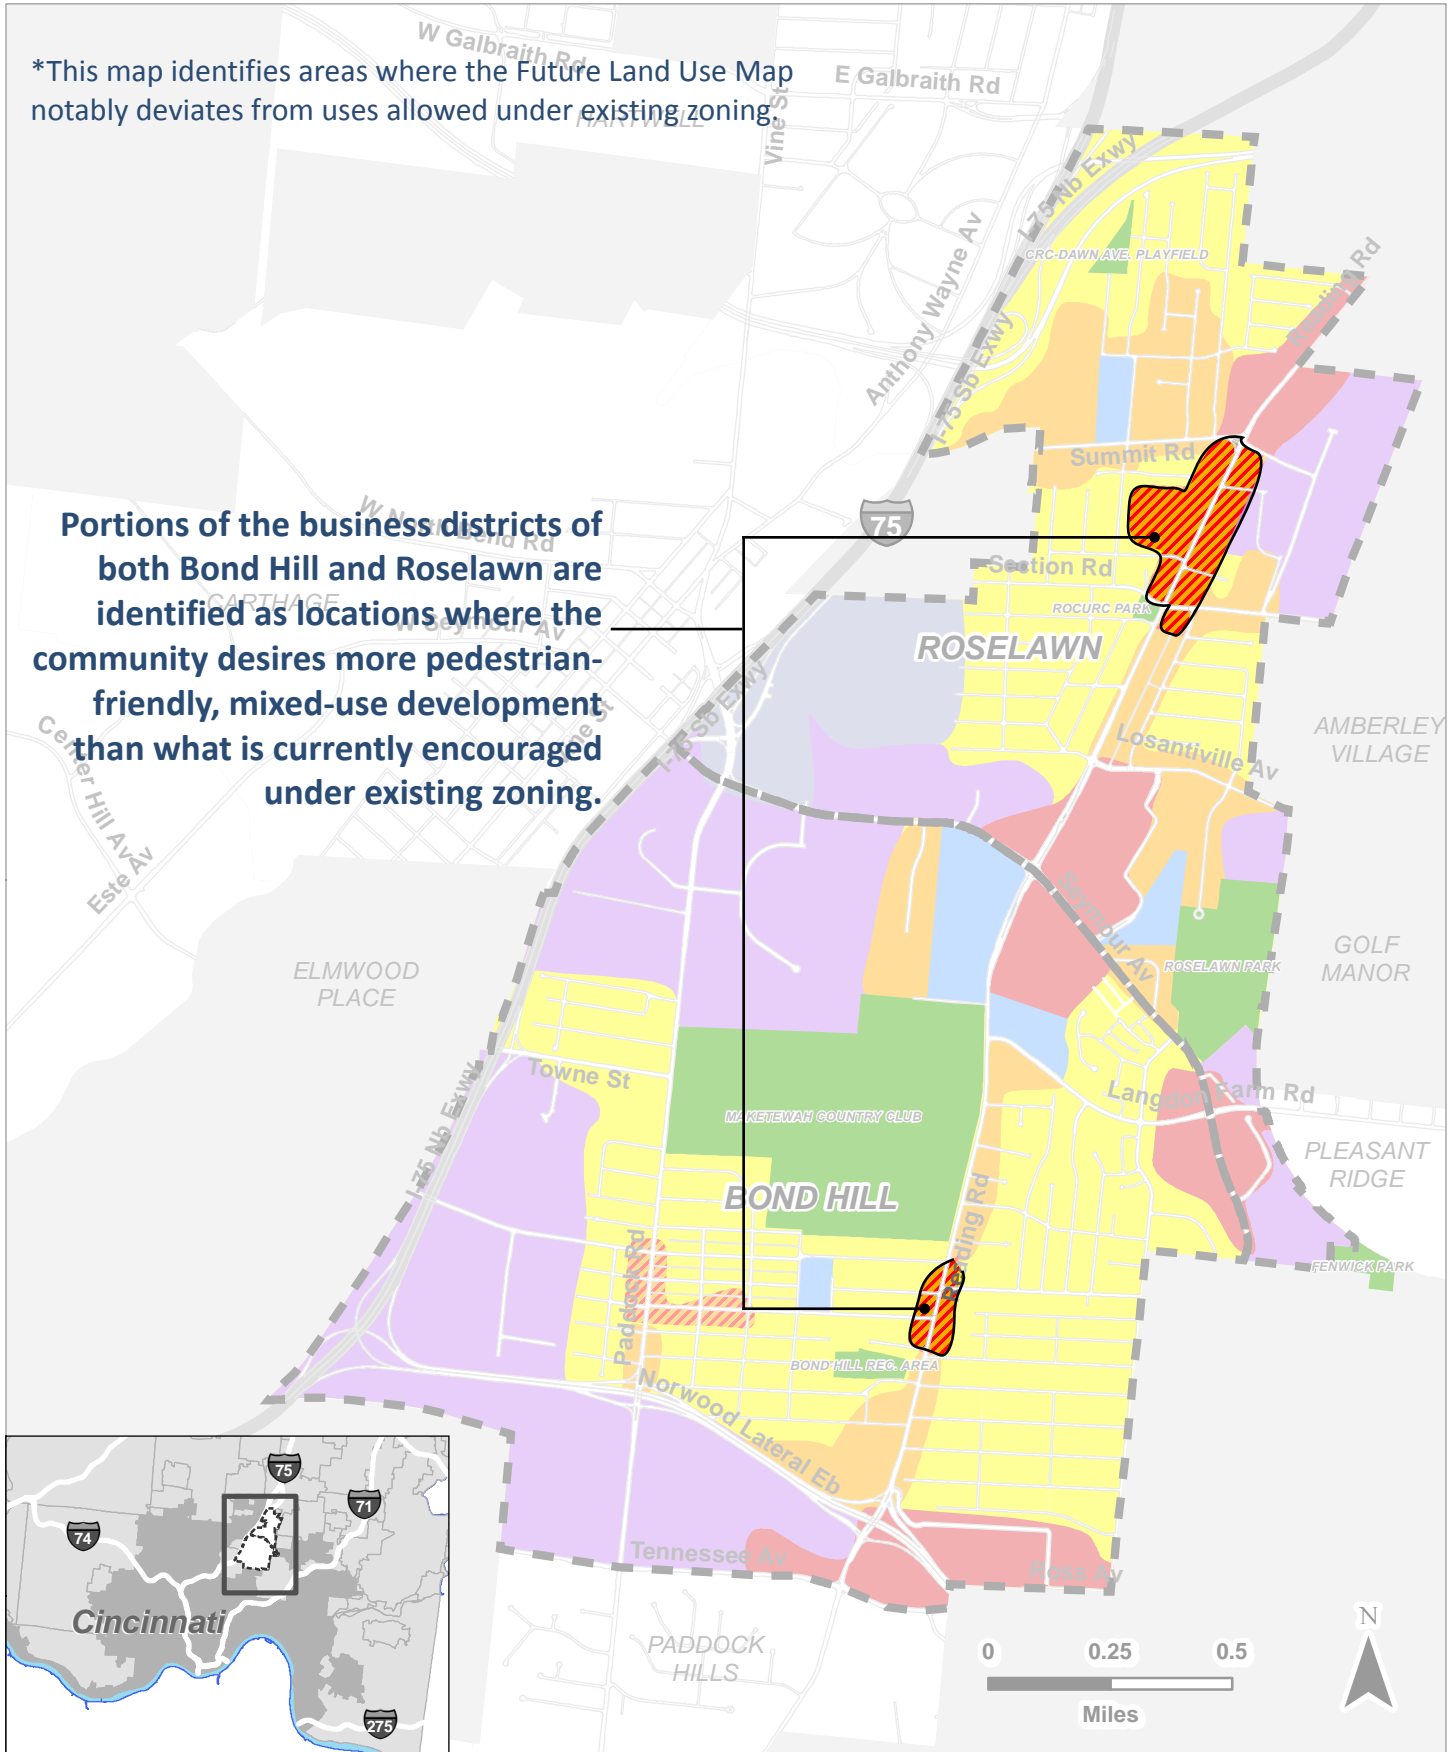 W Galbraith Rd
E Galbraith Rd
*This map identifies areas where the Future Land Use Map
notably deviates from uses allowed under existing zoning.
HARTWELL
Vine St
I-75 Nb Exwy
Anthony Wayne Av
CRC-DAWN AVE. PLAYFIELD
Reading Rd
I-75 Sb Exwy
Summit Rd
75
W North Bend Rd
Portions of the business districts of
both Bond Hill and Roselawn are
identified as locations where the
community desires more pedestrian-
friendly, mixed-use development
than what is currently encouraged
under existing zoning.
CARTHAGE
W Seymour Av
Section Rd
ROCURC PARK
ROSELAWN
I-75 Sb Exwy
Vine St
Center Hill Av
Este Av
Losantiville Av
AMBERLEY
VILLAGE
Seymour Av
ROSELAWN PARK
GOLF
MANOR
ELMWOOD
PLACE
Towne St
I-75 Nb Exwy
Langdon Farm Rd
MAKETEWAH COUNTRY CLUB
PLEASANT
RIDGE
BOND HILL
Reading Rd
Paddock Rd
FENWICK PARK
BOND HILL REC. AREA
Norwood Lateral Eb
Tennessee Av
Ross Av
PADDOCK
HILLS
75
71
74
Cincinnati
275
0 0.25 0.5
Miles
N